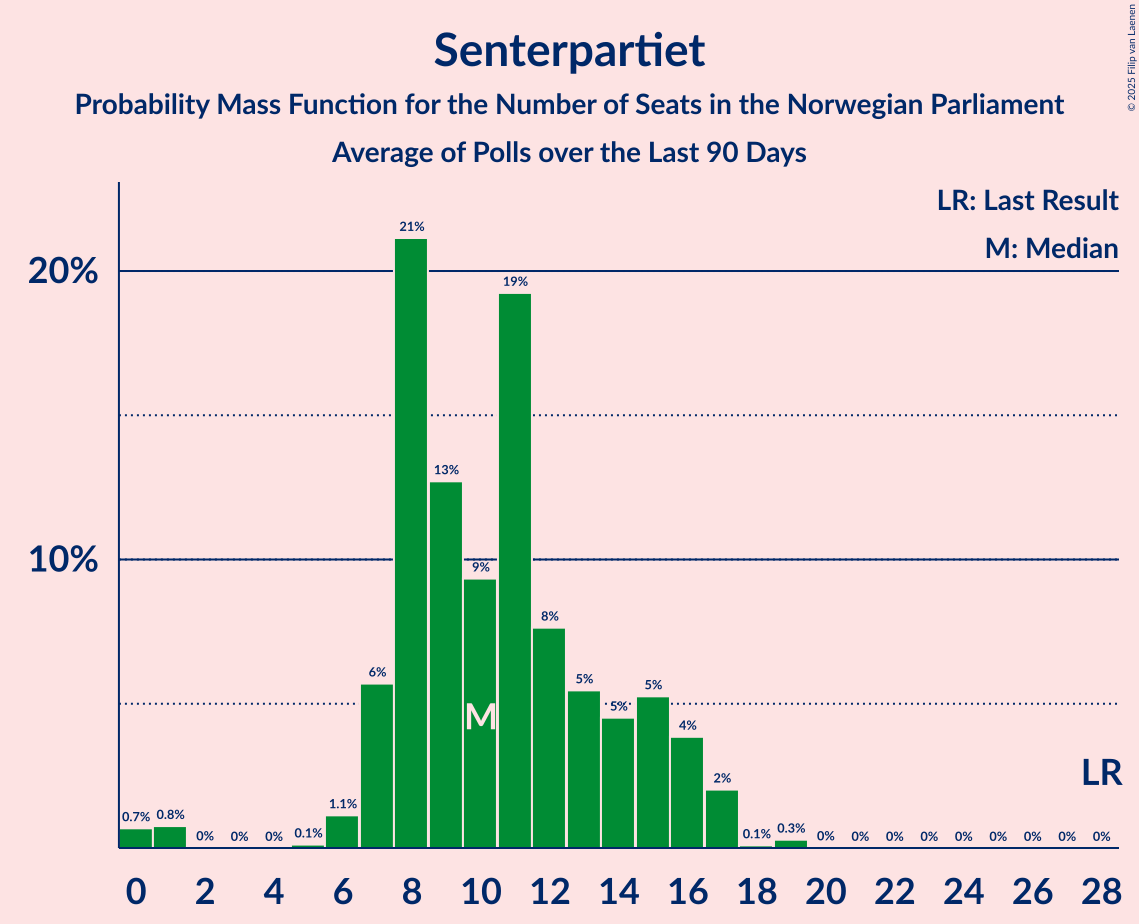 Senterpartiet
Probability Mass Function for the Number of Seats in the Norwegian Parliament
Average of Polls over the Last 90 Days
© 2025 Filip van Laenen
LR: Last Result
M: Median
20%
10%
0.7% 0.8% 0% 0% 0% 0.1% 1.1% 6% 21% 13% 9% 19% 8% 5% 5% 5% 4% 2% 0.1% 0.3% 0% 0% 0% 0% 0% 0% 0% 0% 0%
M
LR
0 2 4 6 8 10 12 14 16 18 20 22 24 26 28